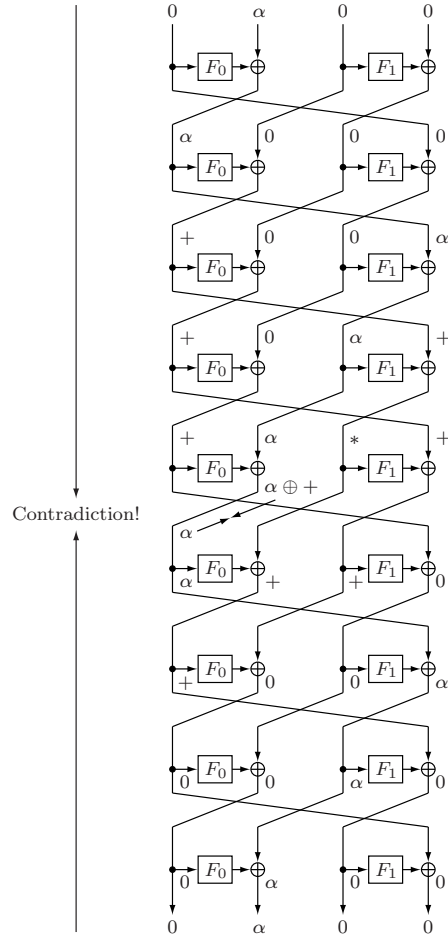 0 α 0 0
F₀ F₁
α 0 0 0
F₀ F₁
+ 0 0 α
F₀ F₁
+ 0 α +
F₀ F₁
+ α * +
F₀ F₁
α ⊕ +
Contradiction!
α
F₀ F₁
α + + 0
F₀ F₁
+ 0 0 α
F₀ F₁
0 0 α 0
F₀ F₁
0 α 0 0
0 α 0 0